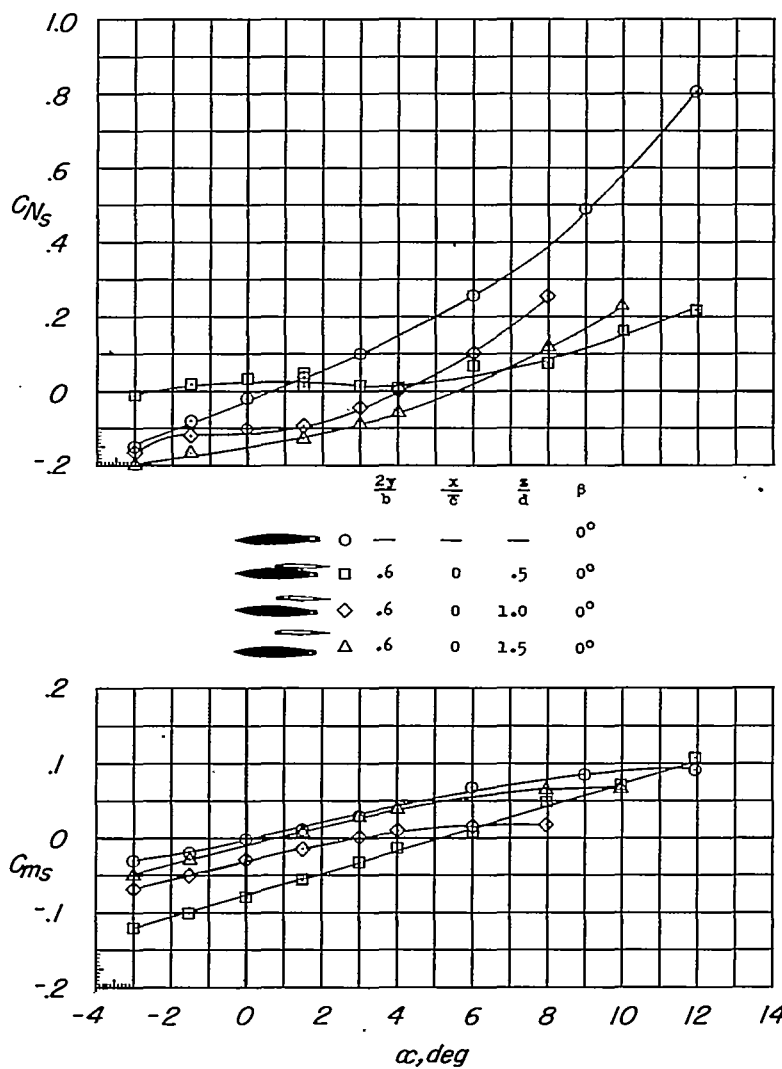 1.0
.8
.6
C_{N_s}
.4
.2
0
-.2
2y/b x/c z/d β
— — — 0°
.6 0 .5 0°
.6 0 1.0 0°
.6 0 1.5 0°
.2
.1
0
C_{m_s}
-.1
-.2
-4 -2 0 2 4 6 8 10 12 14
α, deg